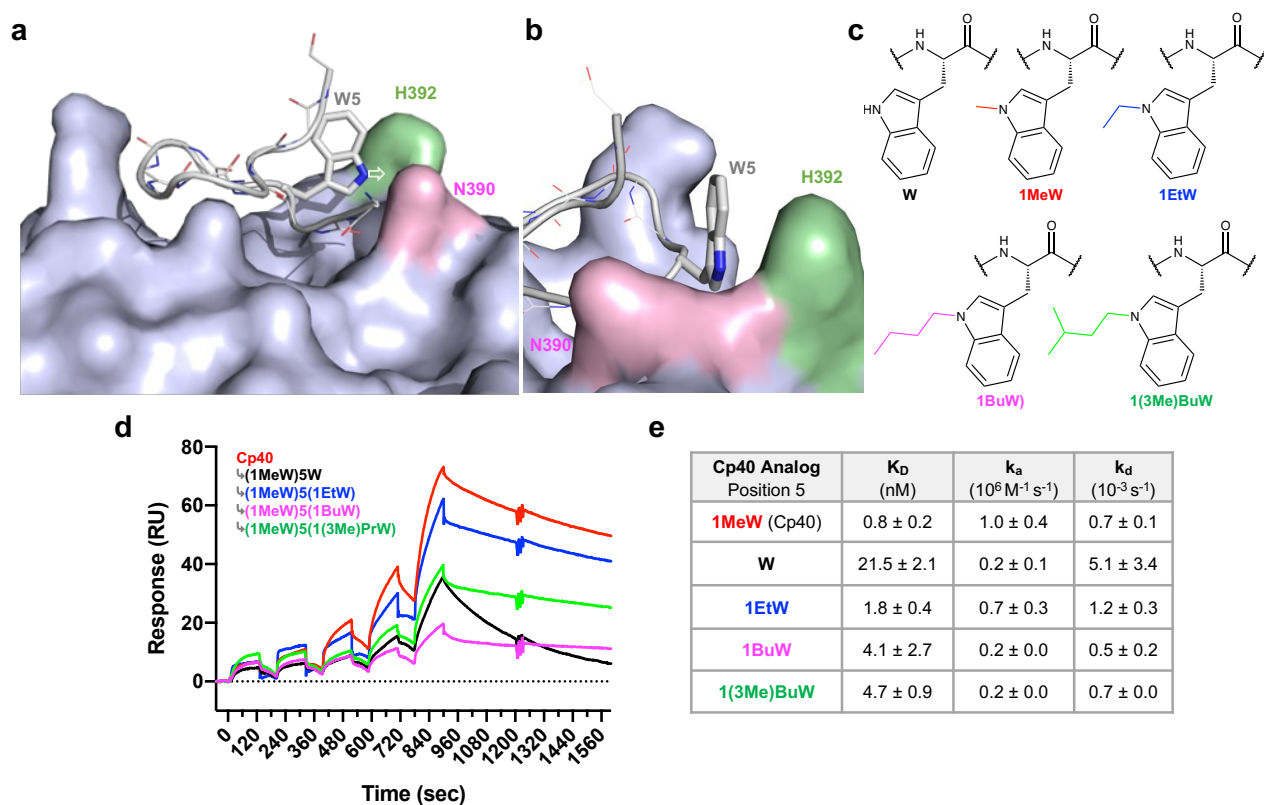 a
W5
H392
N390
b
W5
H392
N390
c
H
N
O
HN
W
H
N
O
N
1MeW
H
N
O
N
1EtW
H
N
O
N
1BuW)
H
N
O
N
1(3Me)BuW
d
Cp40
↳(1MeW)5W
↳(1MeW)5(1EtW)
↳(1MeW)5(1BuW)
↳(1MeW)5(1(3Me)PrW)
Response (RU)
80
60
40
20
0
0 120 240 360 480 600 720 840 960 1080 1200 1320 1440 1560
Time (sec)
e
Cp40 Analog Position 5 K_D (nM) k_a (10⁶ M⁻¹ s⁻¹) k_d (10⁻³ s⁻¹)
1MeW (Cp40) 0.8 ± 0.2 1.0 ± 0.4 0.7 ± 0.1
W 21.5 ± 2.1 0.2 ± 0.1 5.1 ± 3.4
1EtW 1.8 ± 0.4 0.7 ± 0.3 1.2 ± 0.3
1BuW 4.1 ± 2.7 0.2 ± 0.0 0.5 ± 0.2
1(3Me)BuW 4.7 ± 0.9 0.2 ± 0.0 0.7 ± 0.0